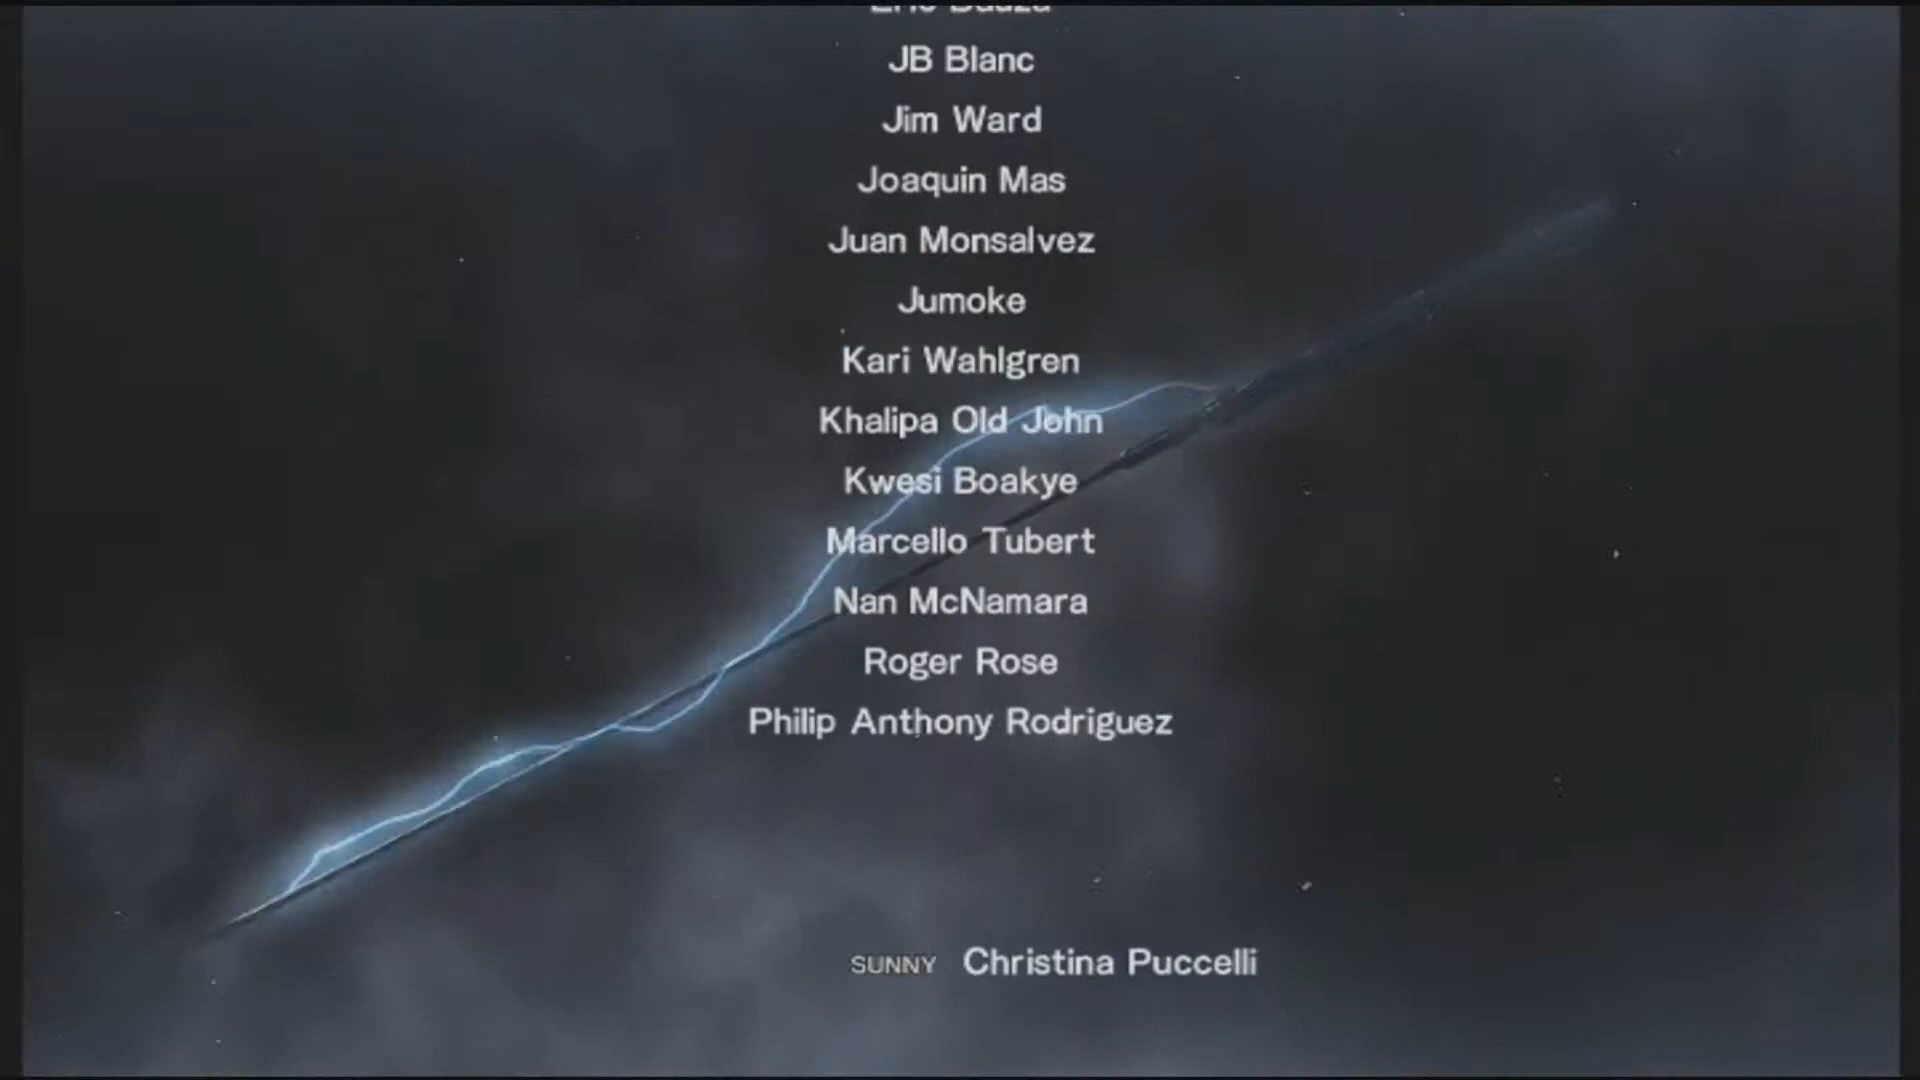 JB Blanc
Jim Ward
Joaquin Mas
Juan Monsalvez
Jumoke
Kari Wahlgren
Khalipa Old John
Kwesi Boakye
Marcello Tubert
Nan McNamara
Roger Rose
Philip Anthony Rodriguez
SUNNY Christina Puccelli